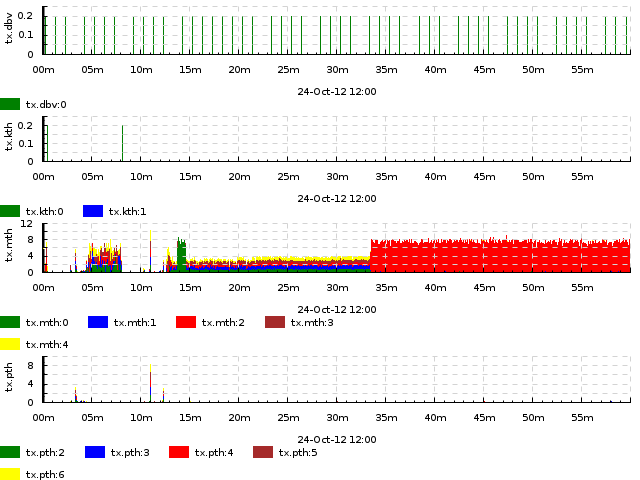 tx.dbv
0.2
0.1
0
00m 05m 10m 15m 20m 25m 30m 35m 40m 45m 50m 55m
24-Oct-12 12:00
tx.dbv:0
tx.kth
0.2
0.1
0
00m 05m 10m 15m 20m 25m 30m 35m 40m 45m 50m 55m
24-Oct-12 12:00
tx.kth:0 tx.kth:1
tx.mth
12
8
4
0
00m 05m 10m 15m 20m 25m 30m 35m 40m 45m 50m 55m
24-Oct-12 12:00
tx.mth:0 tx.mth:1 tx.mth:2 tx.mth:3
tx.mth:4
tx.pth
8
4
0
00m 05m 10m 15m 20m 25m 30m 35m 40m 45m 50m 55m
24-Oct-12 12:00
tx.pth:2 tx.pth:3 tx.pth:4 tx.pth:5
tx.pth:6